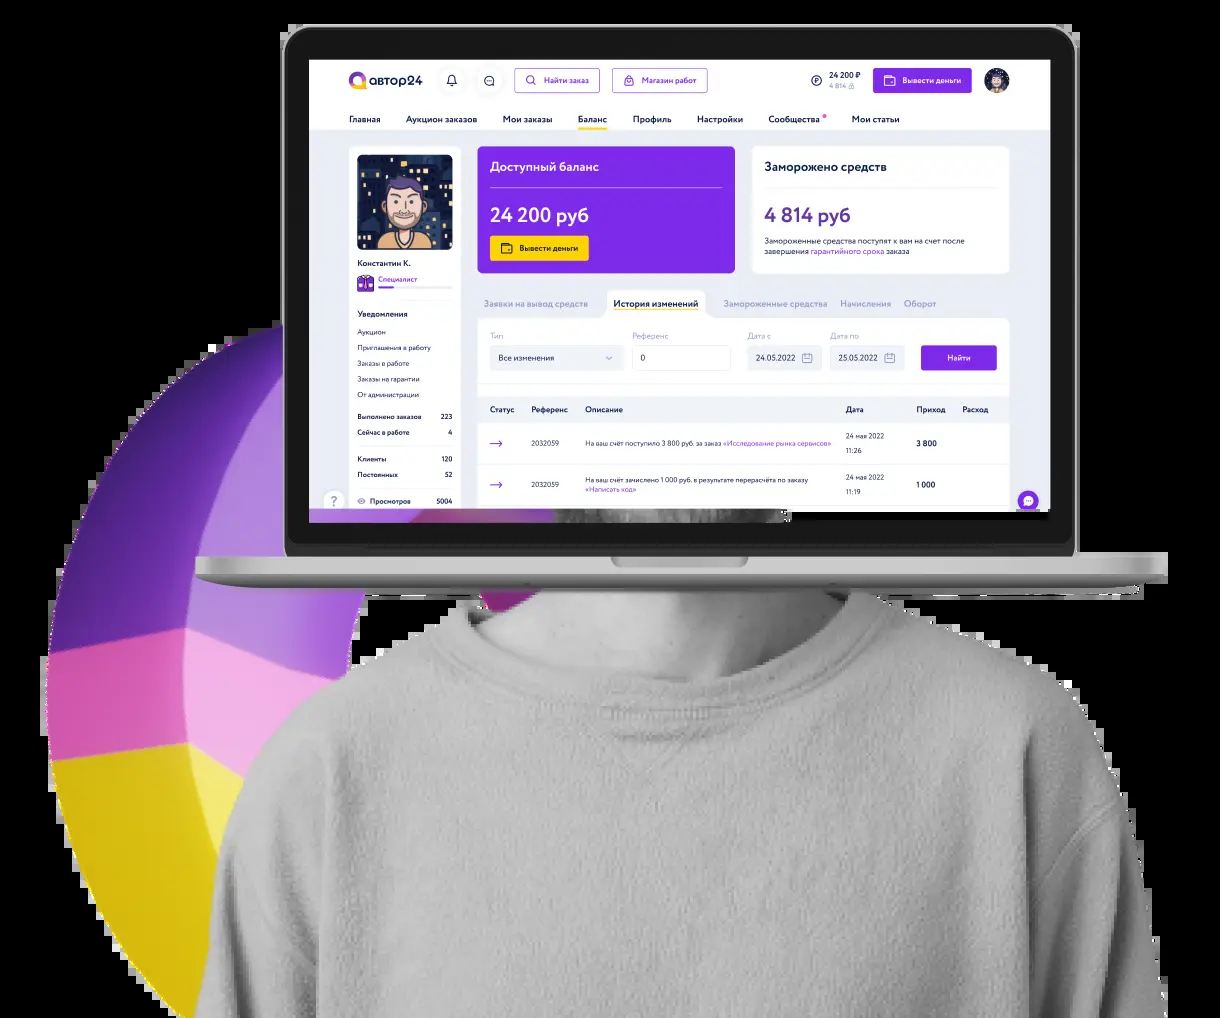 автор24
Найти заказ
Магазин работ
24 200 ₽
4 814
Вывести деньги
Главная
Аукцион заказов
Мои заказы
Баланс
Профиль
Настройки
Сообщества
Мои статьи
Константин К.
Специалист
Уведомления
Аукцион
Приглашения в работу
Заказы в работе
Заказы на гарантии
От администрации
Выполнено заказов 223
Сейчас в работе 4
Клиенты 120
Постоянных 52
Просмотров 5004
?
Доступный баланс
24 200 руб
Вывести деньги
Заморожено средств
4 814 руб
Замороженные средства поступят к вам на счет после
завершения гарантийного срока заказа
Заявки на вывод средств
История изменений
Замороженные средства
Начисления
Оборот
Тип
Референс
Дата с
Дата по
Все изменения
0
24.05.2022
25.05.2022
Найти
Статус Референс Описание Дата Приход Расход
2032059
На ваш счёт поступило 3 800 руб. за заказ «Исследование рынка сервисов»
24 мая 2022
11:26
3 800
2032059
На ваш счёт зачислено 1 000 руб. в результате перерасчёта по заказу
«Написать код»
24 мая 2022
11:19
1 000